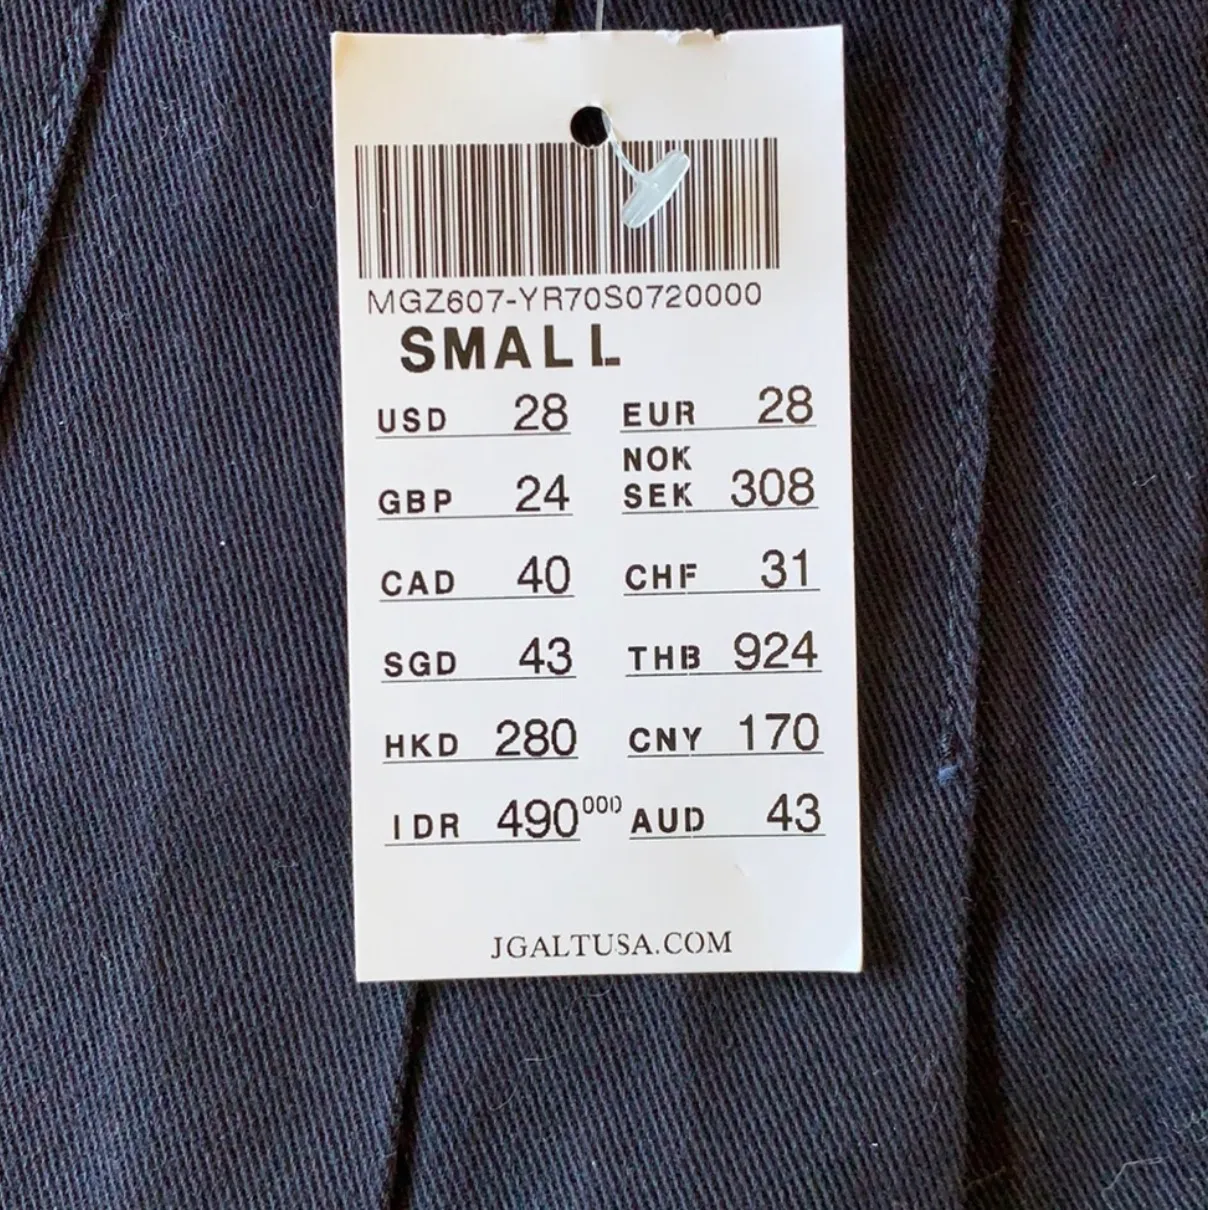 MGZ607-YR70S0720000
SMALL
USD 28 EUR 28
NOK
GBP 24 SEK 308
CAD 40 CHF 31
SGD 43 THB 924
HKD 280 CNY 170
IDR 490000 AUD 43
JGALTUSA.COM